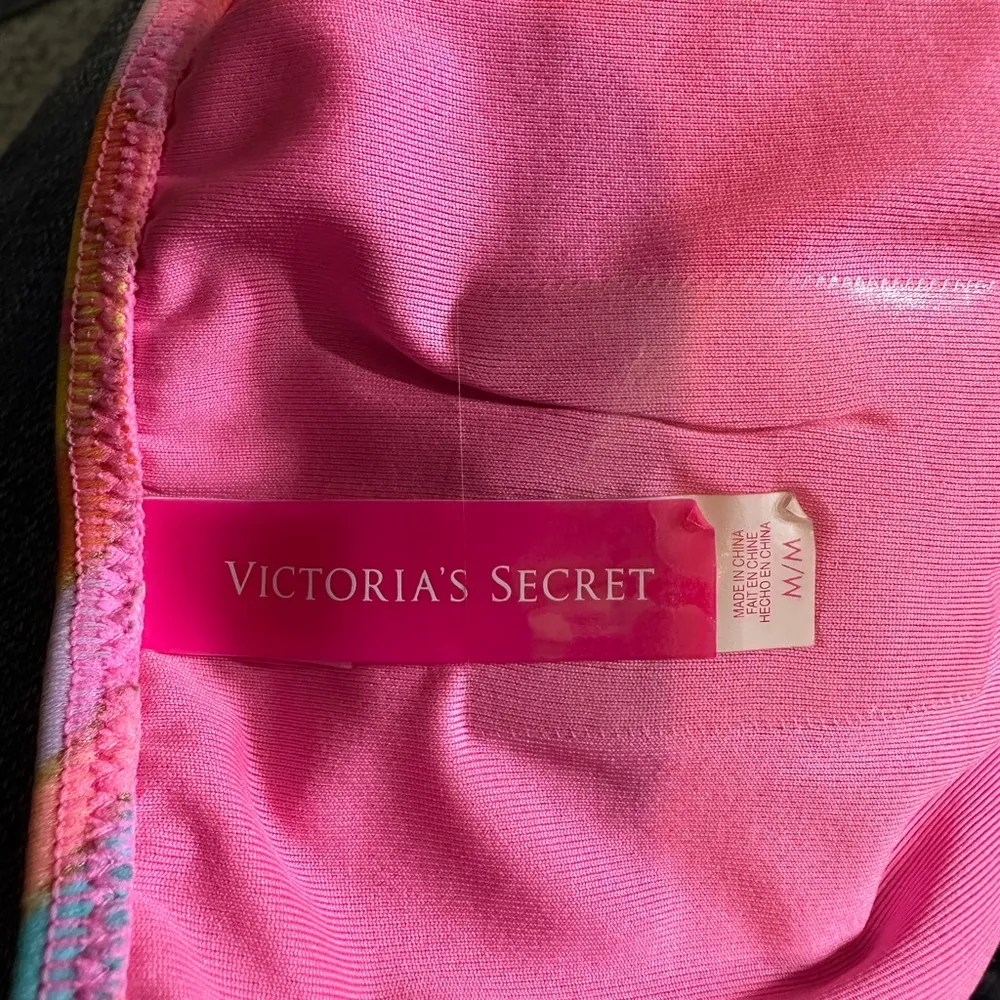 VICTORIA'S SECRET
MADE IN CHINA
FAIT EN CHINE
HECHO EN CHINA
M/M